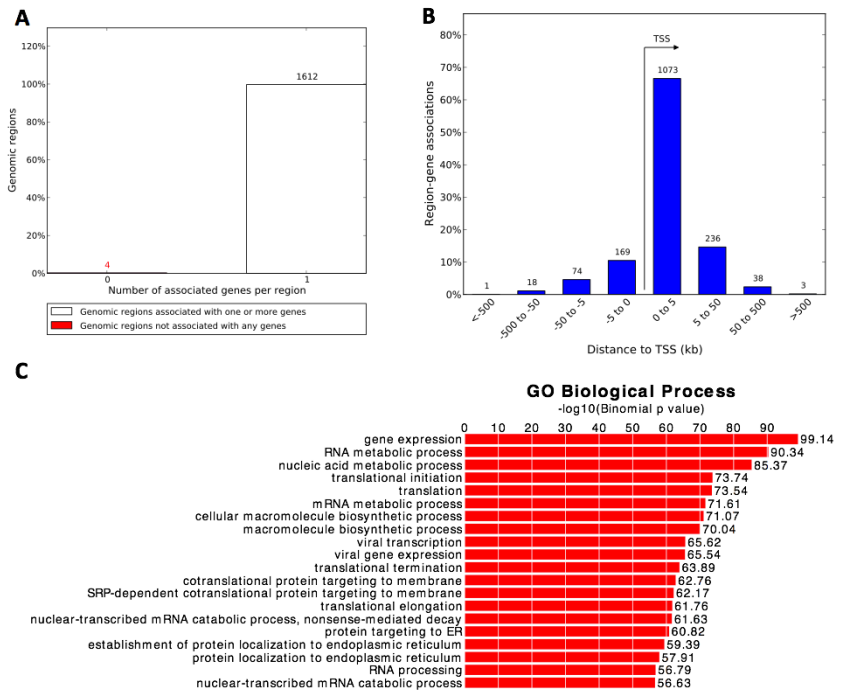 A
120%
100%
80%
60%
40%
20%
0%
Genomic regions
1612
4
0
1
Number of associated genes per region
Genomic regions associated with one or more genes
Genomic regions not associated with any genes
B
80%
70%
60%
50%
40%
30%
20%
10%
0%
Region-gene associations
TSS
1
18
74
169
1073
236
38
3
<-500
-500 to -50
-50 to -5
-5 to 0
0 to 5
5 to 50
50 to 500
>500
Distance to TSS (kb)
C
GO Biological Process
-log10(Binomial p value)
0 10 20 30 40 50 60 70 80 90
gene expression 99.14
RNA metabolic process 90.34
nucleic acid metabolic process 85.37
translational initiation 73.74
translation 73.54
mRNA metabolic process 71.61
cellular macromolecule biosynthetic process 71.07
macromolecule biosynthetic process 70.04
viral transcription 65.62
viral gene expression 65.54
translational termination 63.89
cotranslational protein targeting to membrane 62.76
SRP-dependent cotranslational protein targeting to membrane 62.17
translational elongation 61.76
nuclear-transcribed mRNA catabolic process, nonsense-mediated decay 61.63
protein targeting to ER 60.82
establishment of protein localization to endoplasmic reticulum 59.39
protein localization to endoplasmic reticulum 57.91
RNA processing 56.79
nuclear-transcribed mRNA catabolic process 56.63